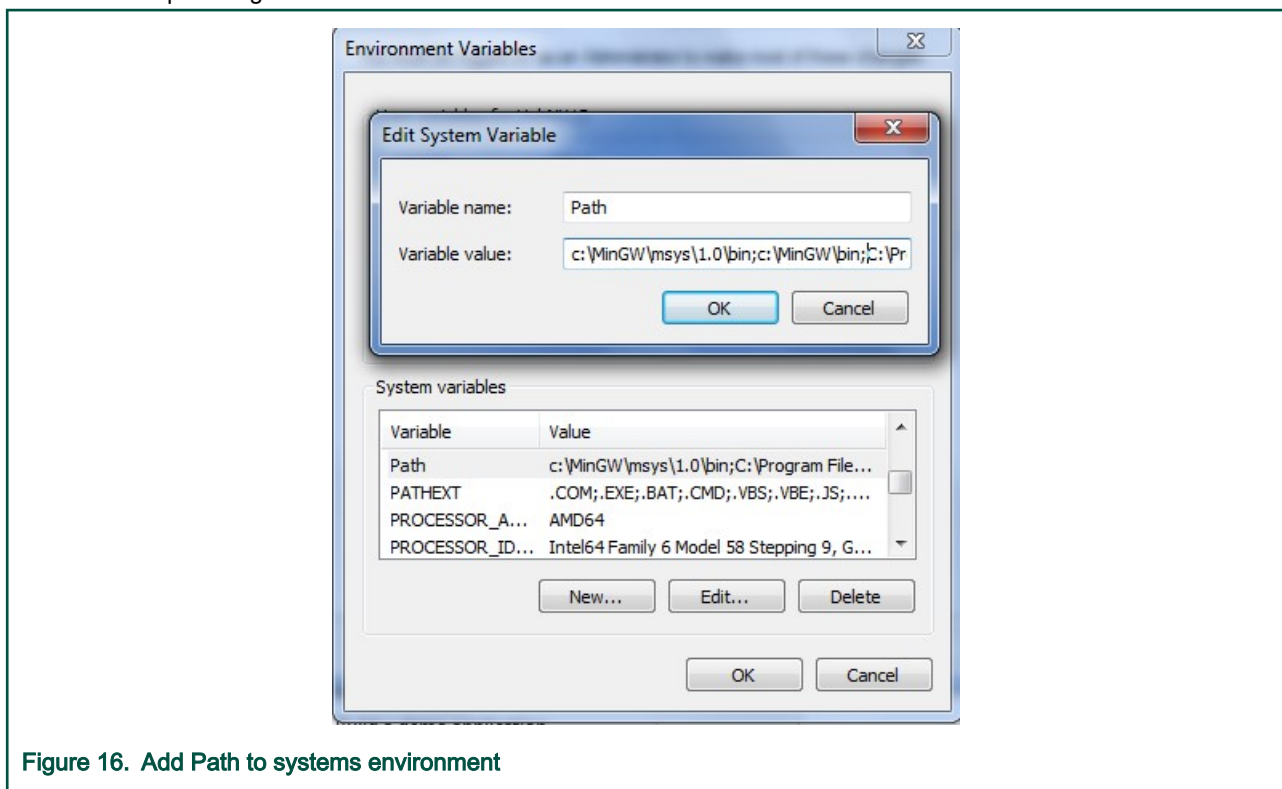 Environment Variables
Edit System Variable
Variable name: Path
Variable value: c:\MinGW\msys\1.0\bin;c:\MinGW\bin;C:\Pr
OK Cancel
System variables
Variable Value
Path c:\MinGW\msys\1.0\bin;C:\Program File...
PATHEXT .COM;.EXE;.BAT;.CMD;.VBS;.VBE;.JS;....
PROCESSOR_A... AMD64
PROCESSOR_ID... Intel64 Family 6 Model 58 Stepping 9, G...
New... Edit... Delete
OK Cancel
Figure 16. Add Path to systems environment